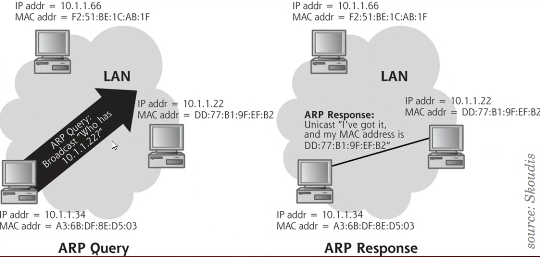 IP addr = 10.1.1.66
MAC addr = F2:51:BE:1C:AB:1F
LAN
IP addr = 10.1.1.22
MAC addr = DD:77:B1:9F:EF:B2
ARP Query:
Broadcast "Who has
10.1.1.22?"
IP addr = 10.1.1.34
MAC addr = A3:6B:DF:8E:D5:03
ARP Query
IP addr = 10.1.1.66
MAC addr = F2:51:BE:1C:AB:1F
LAN
IP addr = 10.1.1.22
MAC addr = DD:77:B1:9F:EF:B2
ARP Response:
Unicast "I've got it,
and my MAC address is
DD:77:B1:9F:EF:B2"
IP addr = 10.1.1.34
MAC addr = A3:6B:DF:8E:D5:03
ARP Response
source: Skoudis